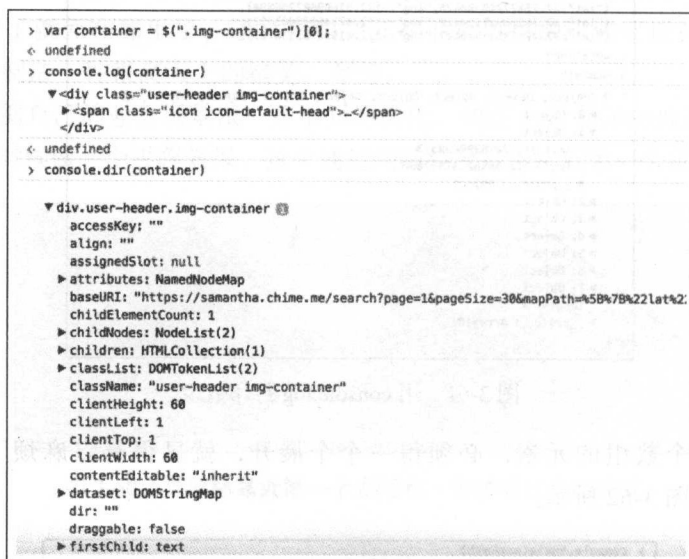 > var container = $(".img-container")[0];
< undefined
> console.log(container)
▼<div class="user-header img-container">
▶<span class="icon icon-default-head">…</span>
</div>
< undefined
> console.dir(container)
▼div.user-header.img-container
accessKey: ""
align: ""
assignedSlot: null
▶attributes: NamedNodeMap
baseURI: "https://samantha.chime.me/search?page=1&pageSize=30&mapPath=%5B%7B%22lat%2
childElementCount: 1
▶childNodes: NodeList(2)
▶children: HTMLCollection(1)
▶classList: DOMTokenList(2)
className: "user-header img-container"
clientHeight: 60
clientLeft: 1
clientTop: 1
clientWidth: 60
contentEditable: "inherit"
▶dataset: DOMStringMap
dir: ""
draggable: false
▶firstChild: text